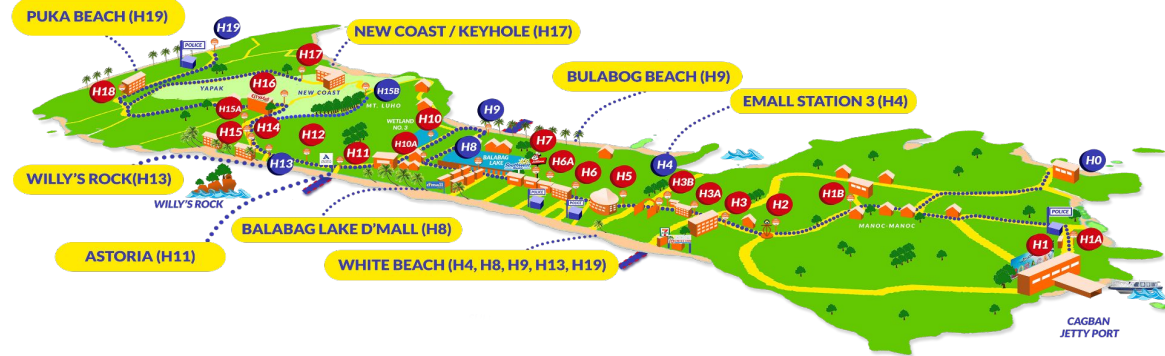 PUKA BEACH (H19)
H19
POLICE
NEW COAST / KEYHOLE (H17)
H17
H18
YAPAK
H16
NEW COAST
H15B
MT. LUHO
BULABOG BEACH (H9)
EMALL STATION 3 (H4)
H15A
H15
H14
H12
WETLAND
NO. 3
H10
H9
H10A
H11
H13
H8
BALABAG
LAKE
H7
H6A
H6
H5
H4
H3B
H3A
H3
H2
H1B
H0
MANOC-MANOC
POLICE
H1
H1A
WILLY'S ROCK(H13)
WILLY'S ROCK
d'mall
POLICE
POLICE
BALABAG LAKE D'MALL (H8)
ASTORIA (H11)
WHITE BEACH (H4, H8, H9, H13, H19)
CAGBAN
JETTY PORT